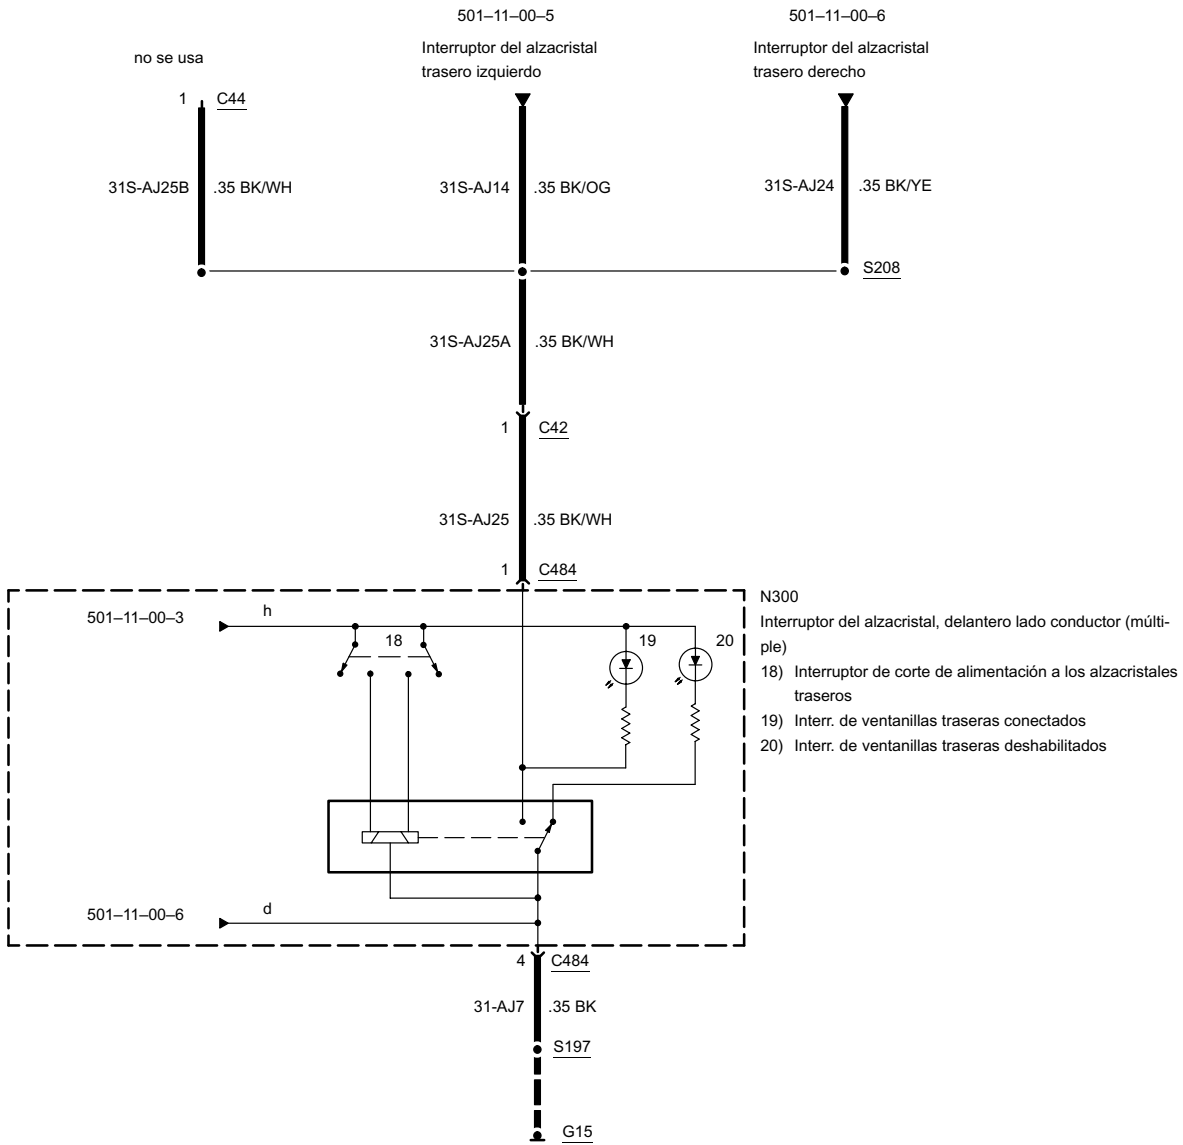 501–11–00–5
501–11–00–6
Interruptor del alzacristal
trasero izquierdo
Interruptor del alzacristal
trasero derecho
no se usa
1 C44
31S-AJ25B .35 BK/WH
31S-AJ14 .35 BK/OG
31S-AJ24 .35 BK/YE
S208
31S-AJ25A .35 BK/WH
1 C42
31S-AJ25 .35 BK/WH
1 C484
501–11–00–3 h
18
19
20
N300
Interruptor del alzacristal, delantero lado conductor (múlti-
ple)
18) Interruptor de corte de alimentación a los alzacristales
traseros
19) Interr. de ventanillas traseras conectados
20) Interr. de ventanillas traseras deshabilitados
501–11–00–6 d
4 C484
31-AJ7 .35 BK
S197
G15